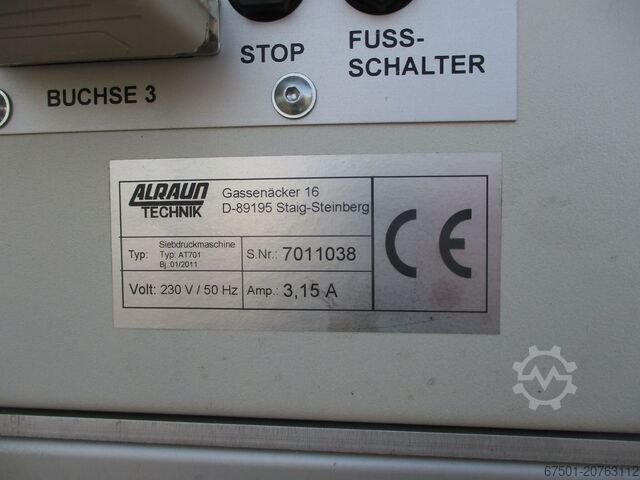 STOP
FUSS-
SCHALTER
BUCHSE 3
ALRAUN
TECHNIK
Gassenäcker 16
D-89195 Staig-Steinberg
Typ:
Siebdruckmaschine
Typ: AT701
Bj.:01/2011
S.Nr.: 7011038
Volt: 230 V / 50 Hz
Amp.: 3,15 A
CE
67501-20763112